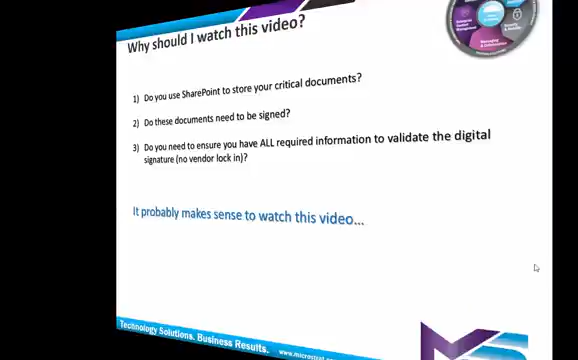 Why should I watch this video?
1) Do you use SharePoint to store your critical documents?
2) Do these documents need to be signed?
3) Do you need to ensure you have ALL required information to validate the digital
signature (no vendor lock in)?
It probably makes sense to watch this video...
Technology Solutions. Business Results.